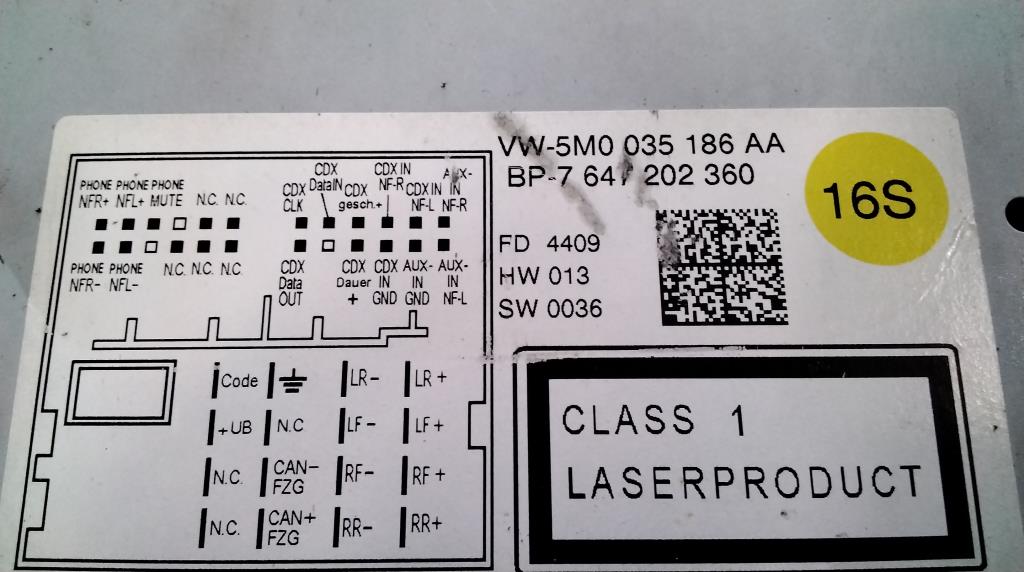 VW-5M0 035 186 AA
BP-7 647 202 360
16S
FD 4409
HW 013
SW 0036
PHONE PHONE PHONE
NFR+ NFL+ MUTE N.C. N.C.
CDX
CLK
CDX
DataIN
CDX
gesch.+
CDX IN
NF-R
CDX IN
NF-L
AUX-
IN
NF-R
PHONE PHONE
NFR- NFL-
N.C. N.C. N.C.
CDX
Data
OUT
CDX
Dauer
+
CDX
IN
GND
AUX-
IN
GND
AUX-
IN
NF-L
Code LR- LR+
+UB N.C LF- LF+
N.C. CAN-
FZG RF- RF+
N.C. CAN+
FZG RR- RR+
CLASS 1
LASERPRODUCT